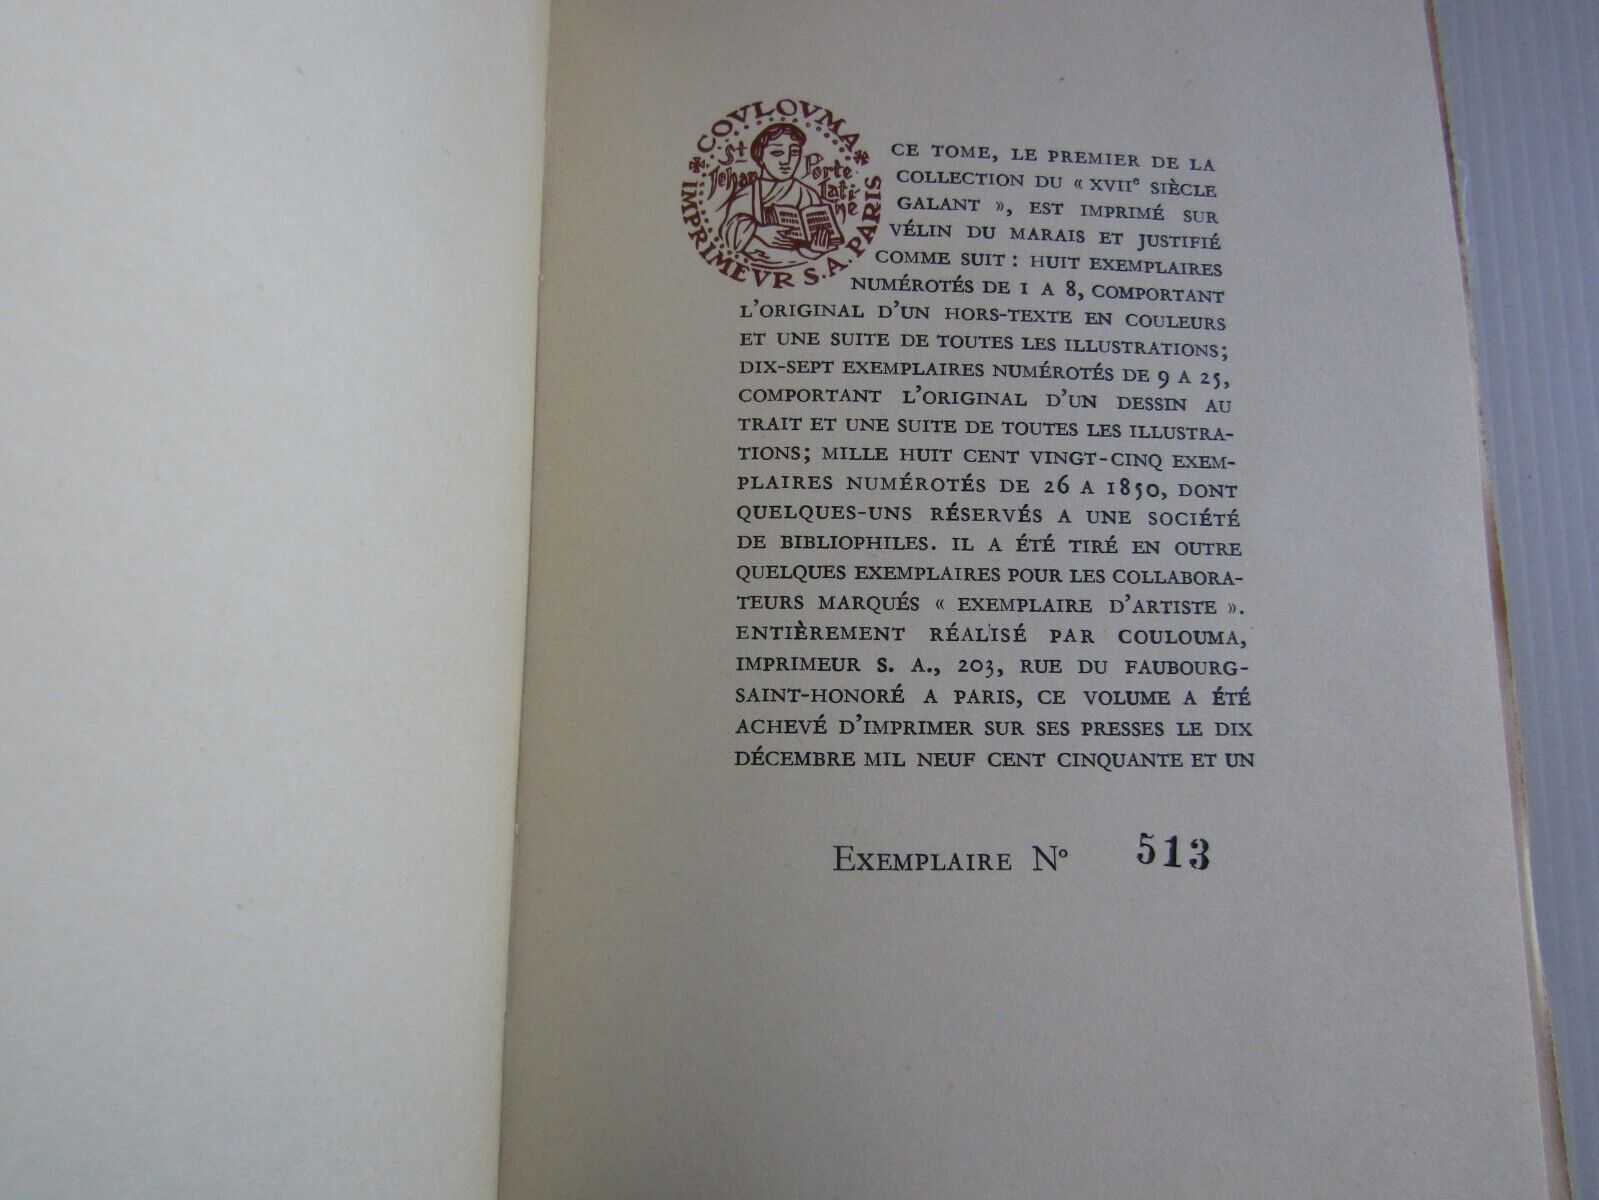 COVLOVMA
IMPRIMEVR S.A. PARIS
St Porte
Jehan Lati-
ne
CE TOME, LE PREMIER DE LA
COLLECTION DU « XVIIe SIÈCLE
GALANT », EST IMPRIMÉ SUR
VÉLIN DU MARAIS ET JUSTIFIÉ
COMME SUIT : HUIT EXEMPLAIRES
NUMÉROTÉS DE 1 A 8, COMPORTANT
L'ORIGINAL D'UN HORS-TEXTE EN COULEURS
ET UNE SUITE DE TOUTES LES ILLUSTRATIONS;
DIX-SEPT EXEMPLAIRES NUMÉROTÉS DE 9 A 25,
COMPORTANT L'ORIGINAL D'UN DESSIN AU
TRAIT ET UNE SUITE DE TOUTES LES ILLUSTRA-
TIONS; MILLE HUIT CENT VINGT-CINQ EXEM-
PLAIRES NUMÉROTÉS DE 26 A 1850, DONT
QUELQUES-UNS RÉSERVÉS A UNE SOCIÉTÉ
DE BIBLIOPHILES. IL A ÉTÉ TIRÉ EN OUTRE
QUELQUES EXEMPLAIRES POUR LES COLLABORA-
TEURS MARQUÉS « EXEMPLAIRE D'ARTISTE ».
ENTIÈREMENT RÉALISÉ PAR COULOUMA,
IMPRIMEUR S. A., 203, RUE DU FAUBOURG-
SAINT-HONORÉ A PARIS, CE VOLUME A ÉTÉ
ACHEVÉ D'IMPRIMER SUR SES PRESSES LE DIX
DÉCEMBRE MIL NEUF CENT CINQUANTE ET UN
EXEMPLAIRE No 513